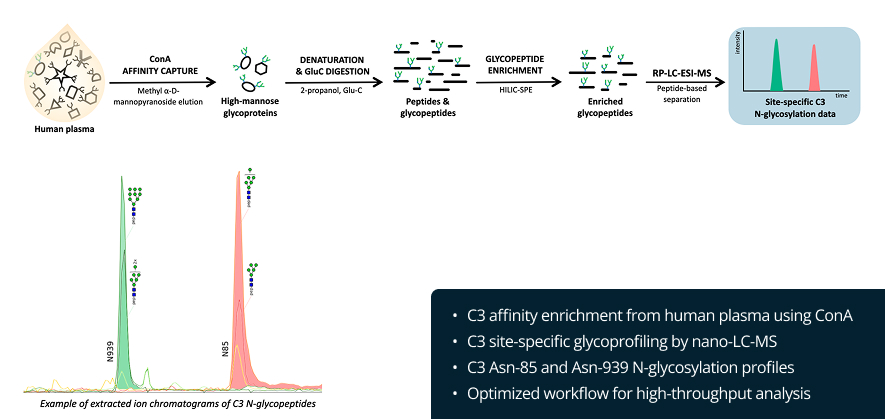 ConA
AFFINITY CAPTURE
Methyl α-D-
mannopyranoside elution
Human plasma
High-mannose
glycoproteins
DENATURATION
& GluC DIGESTION
2-propanol, Glu-C
Peptides &
glycopeptides
GLYCOPEPTIDE
ENRICHMENT
HILIC-SPE
Enriched
glycopeptides
RP-LC-ESI-MS
Peptide-based
separation
intensity
time
Site-specific C3
N-glycosylation data
N939
N85
2x
Example of extracted ion chromatograms of C3 N-glycopeptides
• C3 affinity enrichment from human plasma using ConA
• C3 site-specific glycoprofiling by nano-LC-MS
• C3 Asn-85 and Asn-939 N-glycosylation profiles
• Optimized workflow for high-throughput analysis